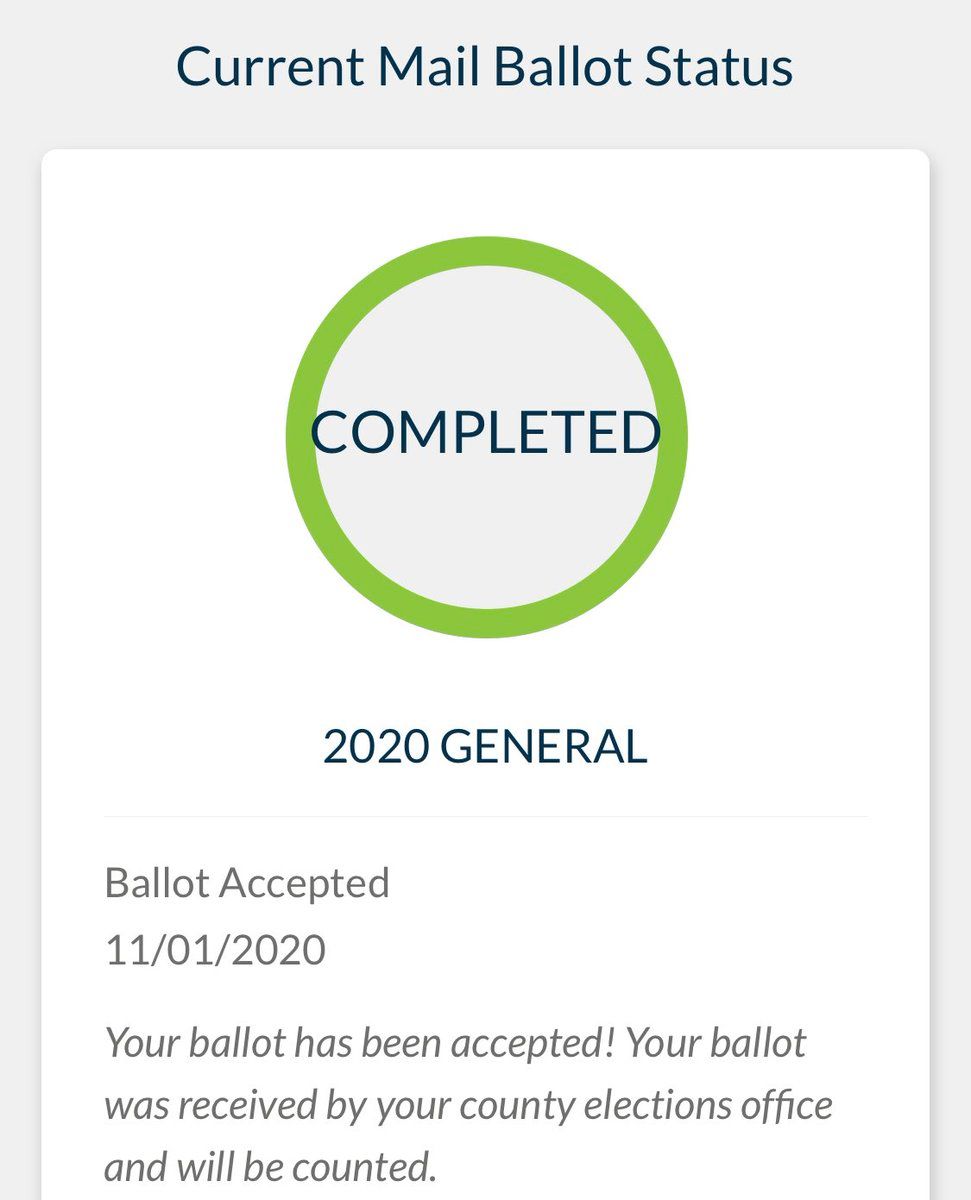 Current Mail Ballot Status
COMPLETED
2020 GENERAL
Ballot Accepted
11/01/2020
Your ballot has been accepted! Your ballot
was received by your county elections office
and will be counted.